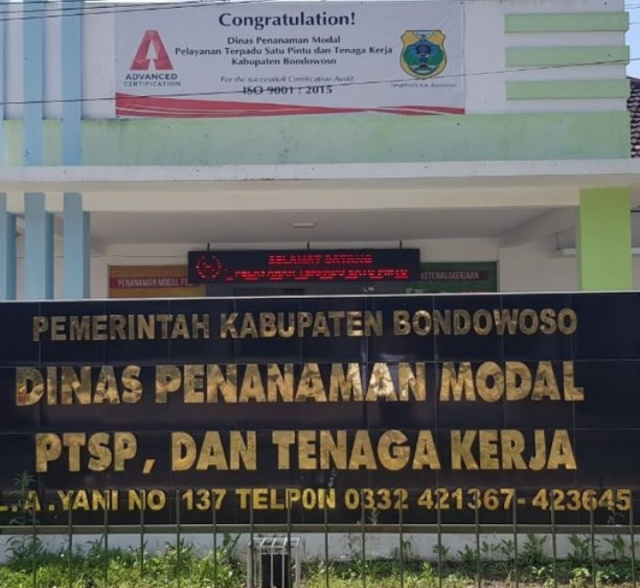 Congratulation!
Dinas Penanaman Modal
Pelayanan Terpadu Satu Pintu dan Tenaga Kerja
Kabupaten Bondowoso
For the successfull Certification Audit
ISO 9001 : 2015
ADVANCED
CERTIFICATION
SELAMAT DATANG
PENANAMAN MODAL
KETENAGAKERJAAN
PEMERINTAH KABUPATEN BONDOWOSO
DINAS PENANAMAN MODAL
PTSP, DAN TENAGA KERJA
L.A.YANI NO 137 TELPON 0332 421367-423645